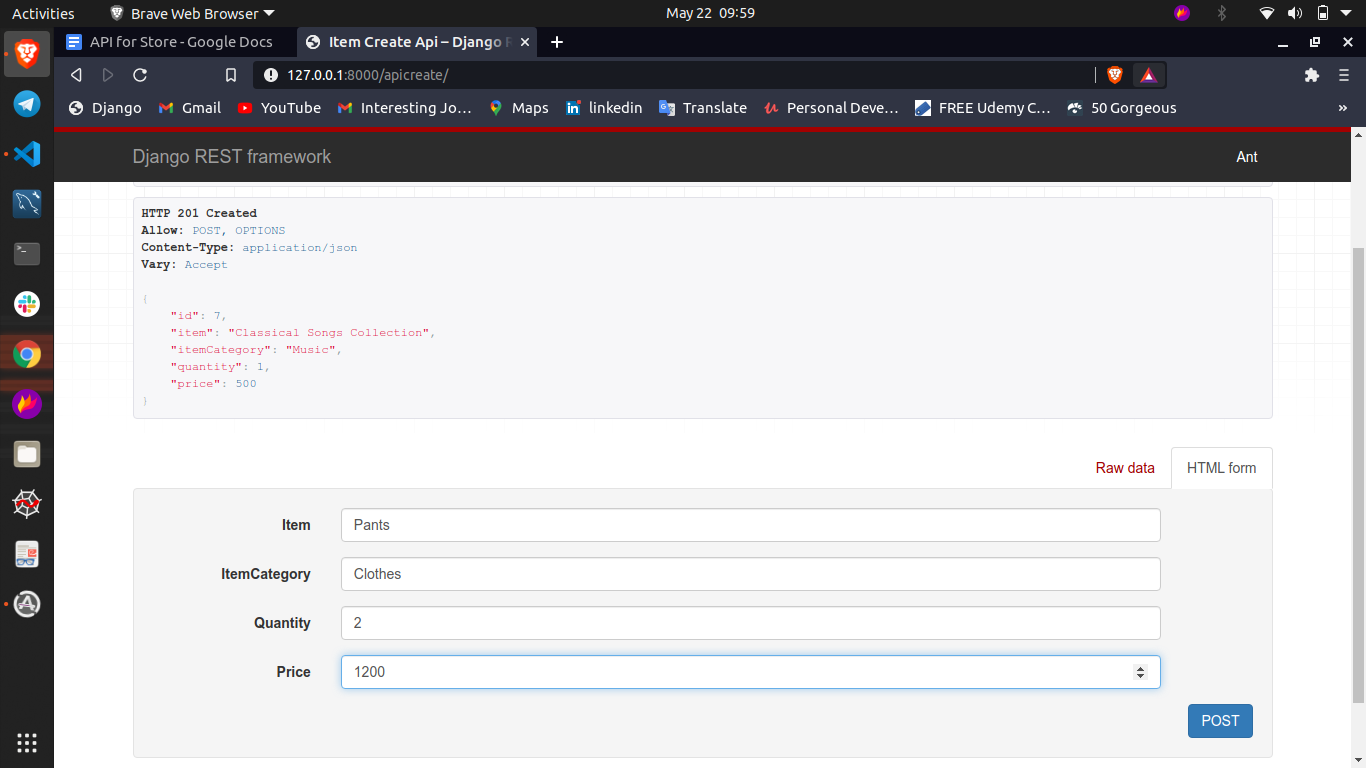 Activities Brave Web Browser May 22 09:59
API for Store - Google Docs Item Create Api – Django R
127.0.0.1:8000/apicreate/
Django Gmail YouTube Interesting Jo… Maps linkedin Translate Personal Deve… FREE Udemy C… 50 Gorgeous »
Django REST framework Ant
HTTP 201 Created
Allow: POST, OPTIONS
Content-Type: application/json
Vary: Accept
{
"id": 7,
"item": "Classical Songs Collection",
"itemCategory": "Music",
"quantity": 1,
"price": 500
}
Raw data HTML form
Item Pants
ItemCategory Clothes
Quantity 2
Price 1200
POST